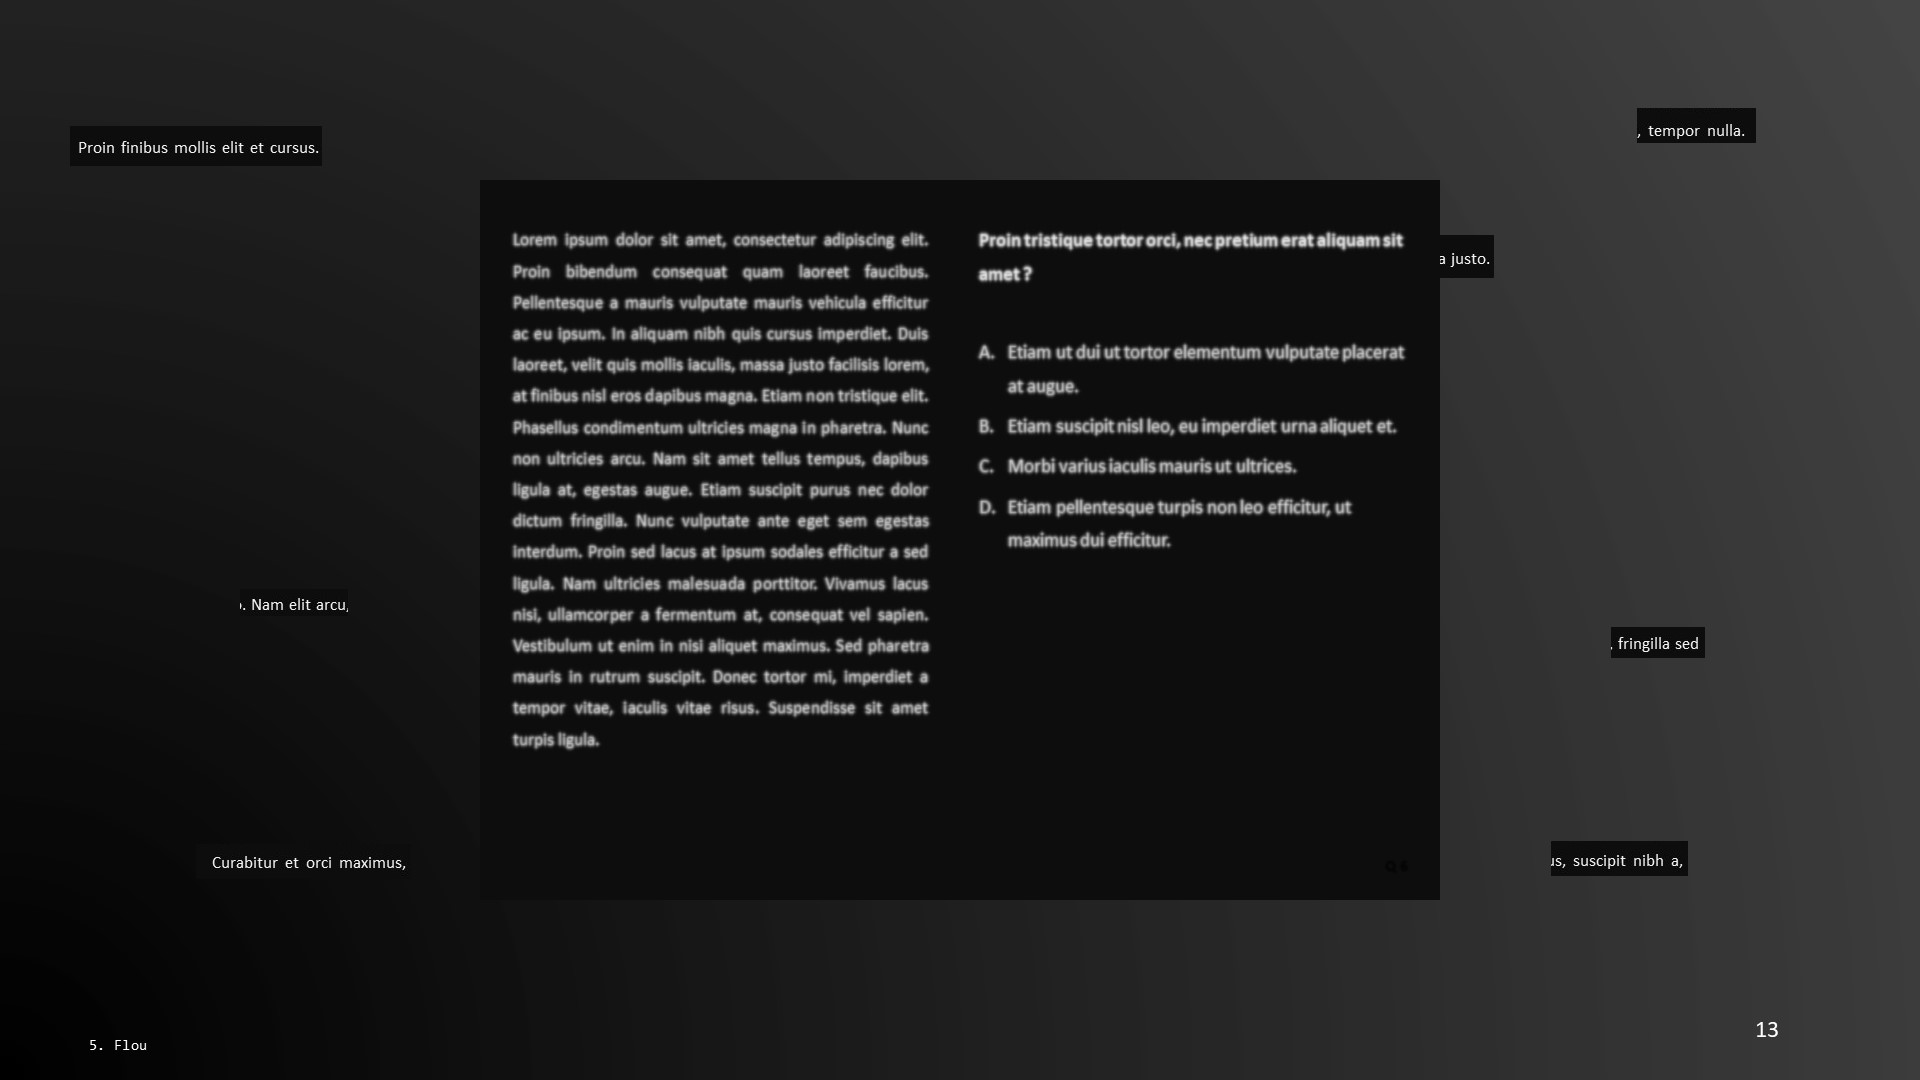 Proin finibus mollis elit et cursus.
, tempor nulla.
Lorem ipsum dolor sit amet, consectetur adipiscing elit.
Proin bibendum consequat quam laoreet faucibus.
Pellentesque a mauris vulputate mauris vehicula efficitur
ac eu ipsum. In aliquam nibh quis cursus imperdiet. Duis
laoreet, velit quis mollis iaculis, massa justo facilisis lorem,
at finibus nisl eros dapibus magna. Etiam non tristique elit.
Phasellus condimentum ultricies magna in pharetra. Nunc
non ultricies arcu. Nam sit amet tellus tempus, dapibus
ligula at, egestas augue. Etiam suscipit purus nec dolor
dictum fringilla. Nunc vulputate ante eget sem egestas
interdum. Proin sed lacus at ipsum sodales efficitur a sed
ligula. Nam ultricies malesuada porttitor. Vivamus lacus
nisi, ullamcorper a fermentum at, consequat vel sapien.
Vestibulum ut enim in nisi aliquet maximus. Sed pharetra
mauris in rutrum suscipit. Donec tortor mi, imperdiet a
tempor vitae, iaculis vitae risus. Suspendisse sit amet
turpis ligula.
Proin tristique tortor orci, nec pretium erat aliquam sit
amet ?
A. Etiam ut dui ut tortor elementum vulputate placerat
at augue.
B. Etiam suscipit nisl leo, eu imperdiet urna aliquet et.
C. Morbi varius iaculis mauris ut ultrices.
D. Etiam pellentesque turpis non leo efficitur, ut
maximus dui efficitur.
a justo.
. Nam elit arcu,
, fringilla sed
Curabitur et orci maximus,
us, suscipit nibh a,
5. Flou
13